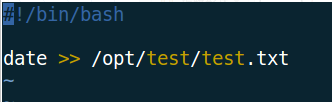 #!/bin/bash
date >> /opt/test/test.txt
~